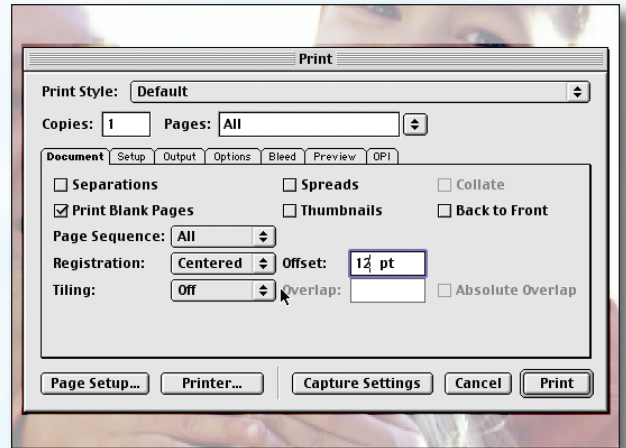 Print
Print Style: Default
Copies: 1 Pages: All
Document Setup Output Options Bleed Preview OPI
Separations Spreads Collate
Print Blank Pages Thumbnails Back to Front
Page Sequence: All
Registration: Centered Offset: 12 pt
Tiling: Off Overlap: Absolute Overlap
Page Setup... Printer... Capture Settings Cancel Print